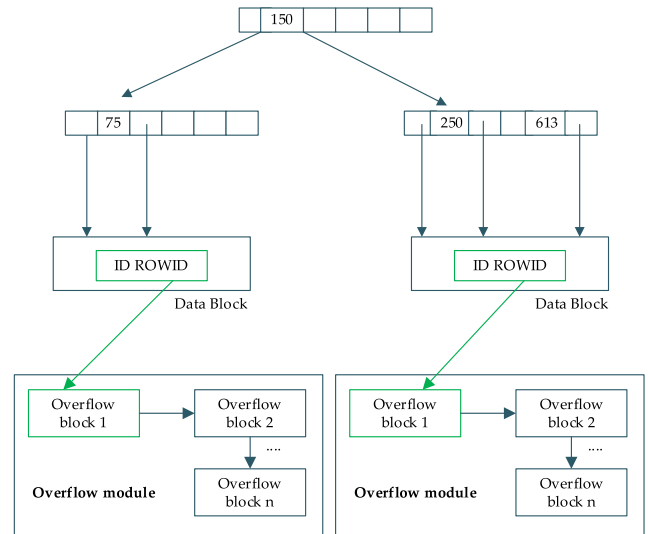 150
75
250
613
ID ROWID
ID ROWID
Data Block
Data Block
Overflow
block 1
Overflow
block 2
....
Overflow module
Overflow
block n
Overflow
block 1
Overflow
block 2
....
Overflow module
Overflow
block n